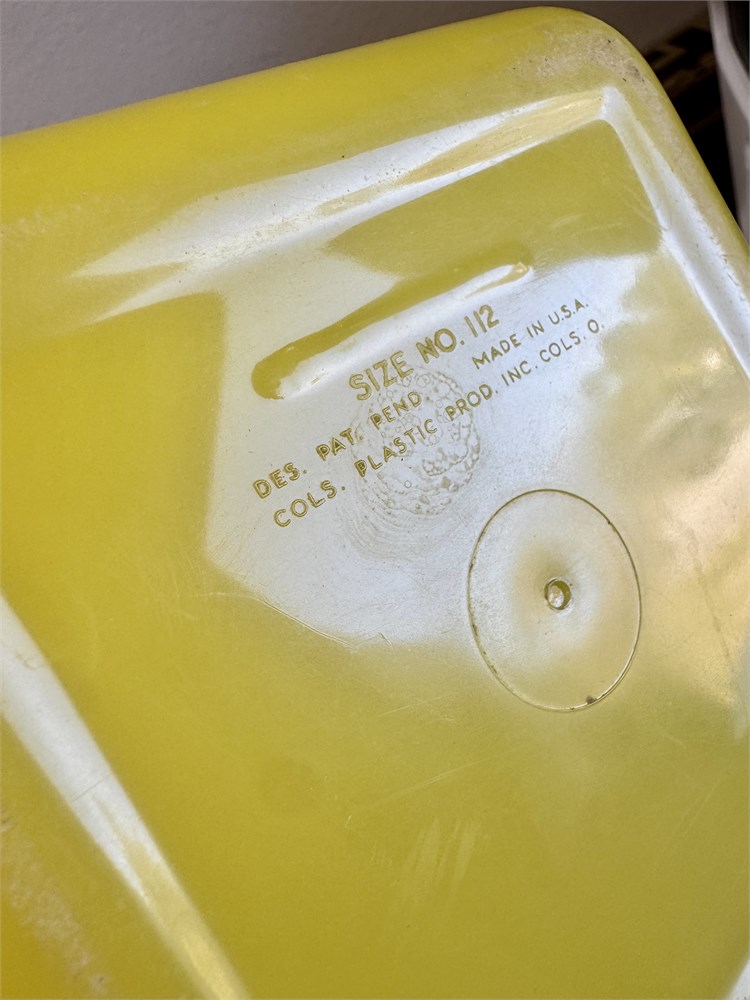 SIZE NO. 112
DES. PAT. PEND. MADE IN U.S.A.
COLS. PLASTIC PROD. INC. COLS. O.